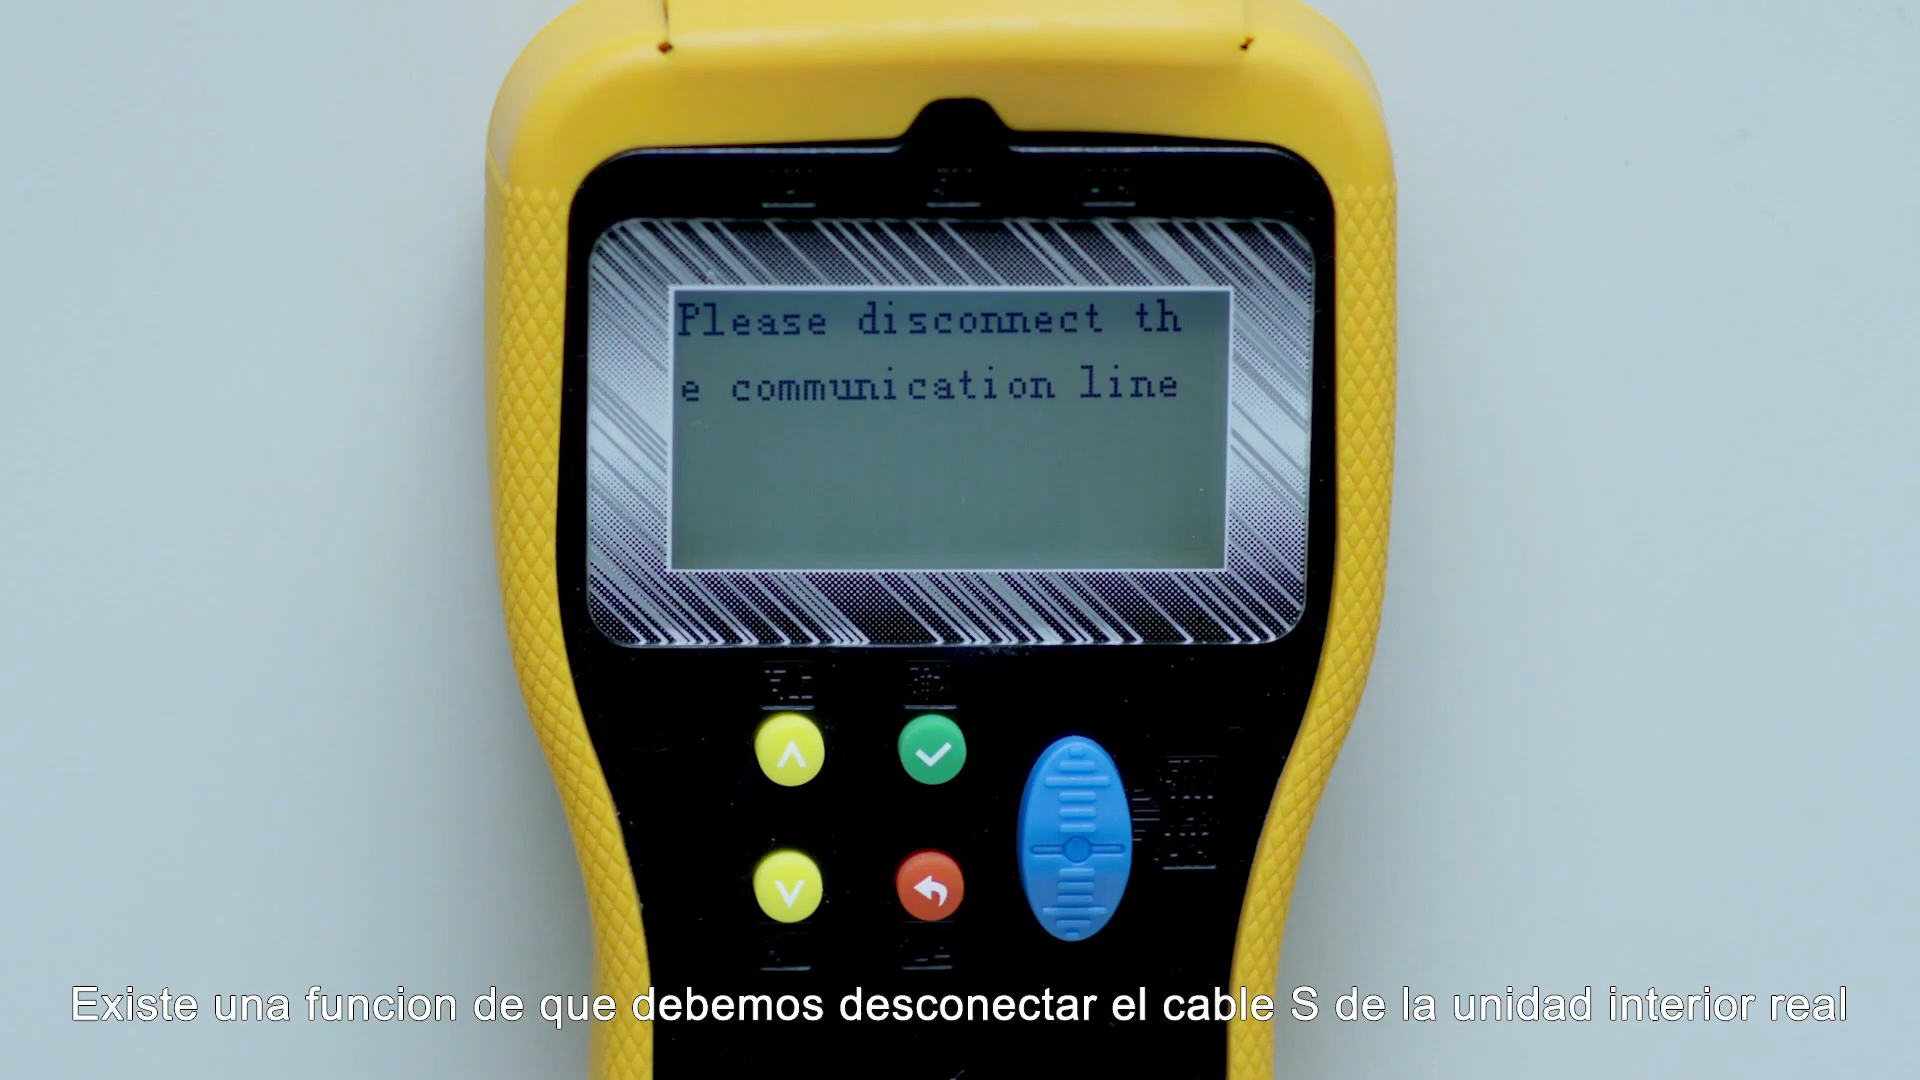 Please disconnect th
e communication line
Existe una funcion de que debemos desconectar el cable S de la unidad interior real